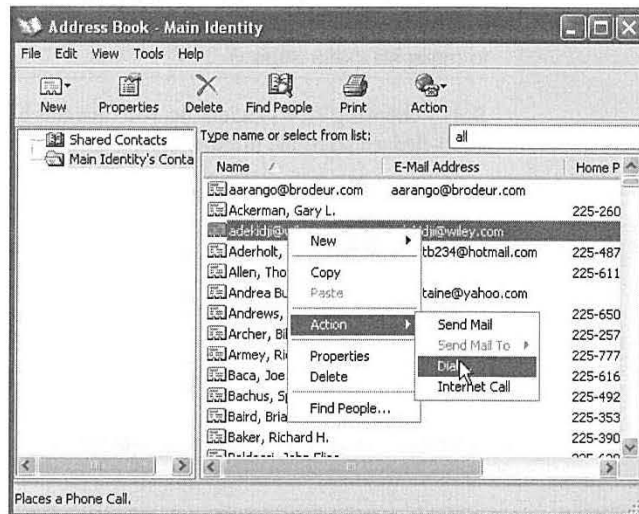 Address Book - Main Identity
File Edit View Tools Help
New Properties Delete Find People Print Action
Shared Contacts
Main Identity's Conta
Type name or select from list: all
Name E-Mail Address Home P
aarango@brodeur.com aarango@brodeur.com
Ackerman, Gary L. 225-260
adekidji@wiley.com
Aderholt, tb234@hotmail.com 225-487
Allen, Tho 225-611
Andrea Bu taine@yahoo.com
Andrews, 225-650
Archer, Bil 225-257
Armey, Ri 225-777
Baca, Joe 225-616
Bachus, Sp 225-492
Baird, Bria 225-353
Baker, Richard H. 225-390
New
Copy
Paste
Action
Properties
Delete
Find People...
Send Mail
Send Mail To
Dial
Internet Call
Places a Phone Call.